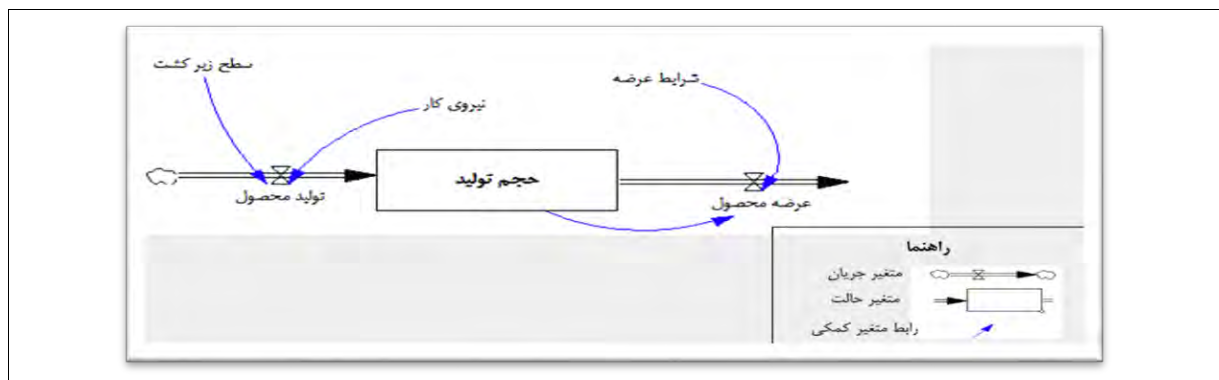 سطح زیر کشت
شرایط عرضه
نیروی کار
حجم تولید
تولید محصول
عرضه محصول
راهنما
متغیر جریان
متغیر حالت
رابط متغیر کمکی